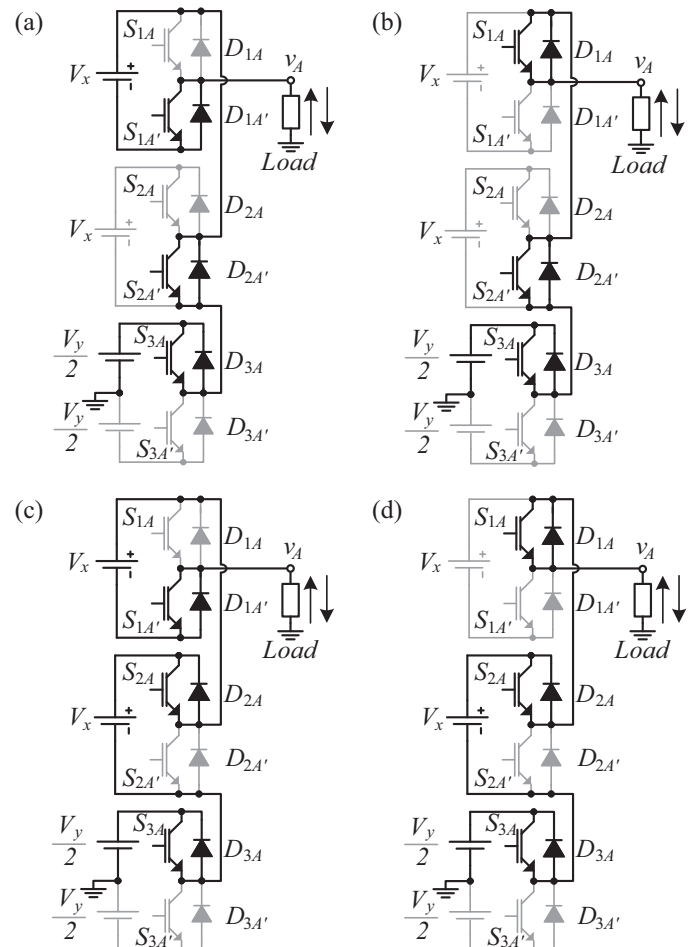 (a)
S1A
D1A
vA
Vx
+
S1A'
D1A'
Load
S2A
D2A
Vx
+
S2A'
D2A'
Vy
2
S3A
D3A
Vy
2
S3A'
D3A'
(b)
S1A
D1A
vA
Vx
+
S1A'
D1A'
Load
S2A
D2A
Vx
+
S2A'
D2A'
Vy
2
S3A
D3A
Vy
2
S3A'
D3A'
(c)
S1A
D1A
vA
Vx
+
S1A'
D1A'
Load
S2A
D2A
Vx
+
S2A'
D2A'
Vy
2
S3A
D3A
Vy
2
S3A'
D3A'
(d)
S1A
D1A
vA
Vx
+
S1A'
D1A'
Load
S2A
D2A
Vx
+
S2A'
D2A'
Vy
2
S3A
D3A
Vy
2
S3A'
D3A'